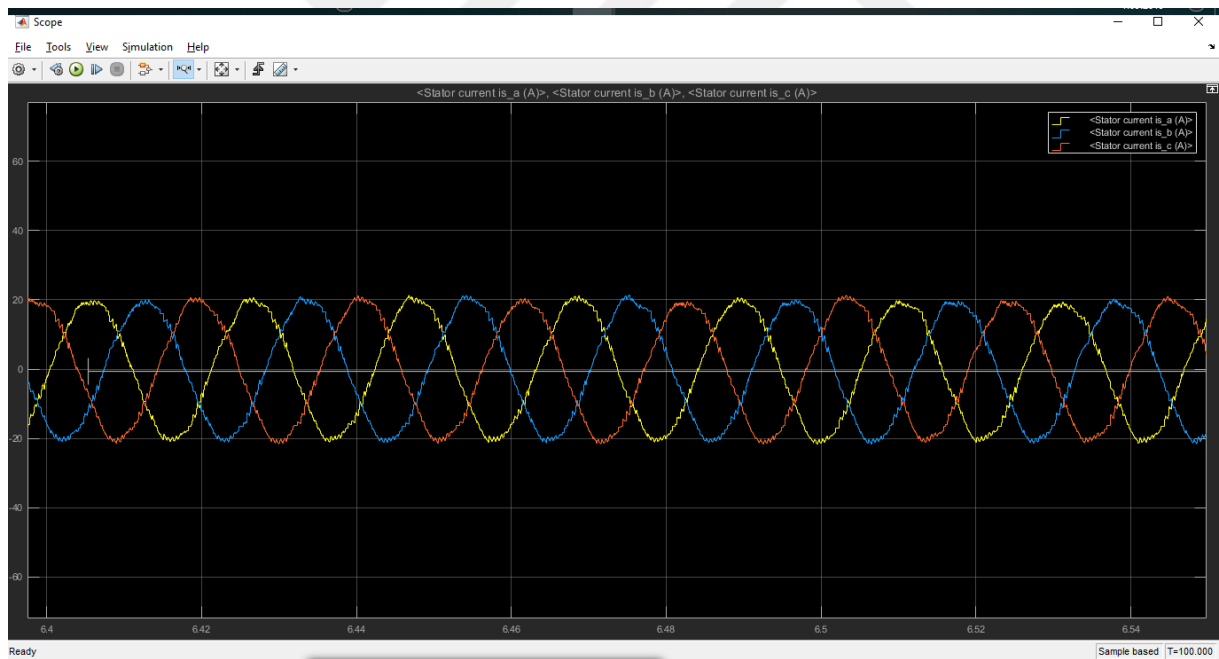 Scope
File Tools View Simulation Help
<Stator current is_a (A)>, <Stator current is_b (A)>, <Stator current is_c (A)>
<Stator current is_a (A)>
<Stator current is_b (A)>
<Stator current is_c (A)>
60
40
20
0
-20
-40
-60
6.4 6.42 6.44 6.46 6.48 6.5 6.52 6.54
Ready Sample based T=100.000